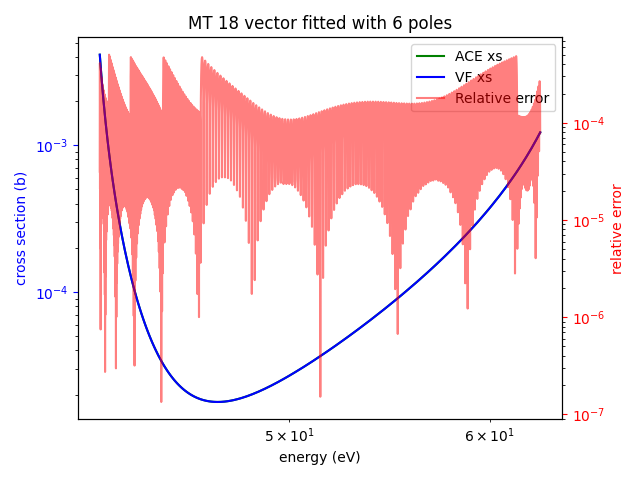 MT 18 vector fitted with 6 poles
ACE xs
VF xs
Relative error
cross section (b)
10⁻³
10⁻⁴
10⁻⁴
10⁻⁵
10⁻⁶
10⁻⁷
relative error
5 × 10¹
6 × 10¹
energy (eV)